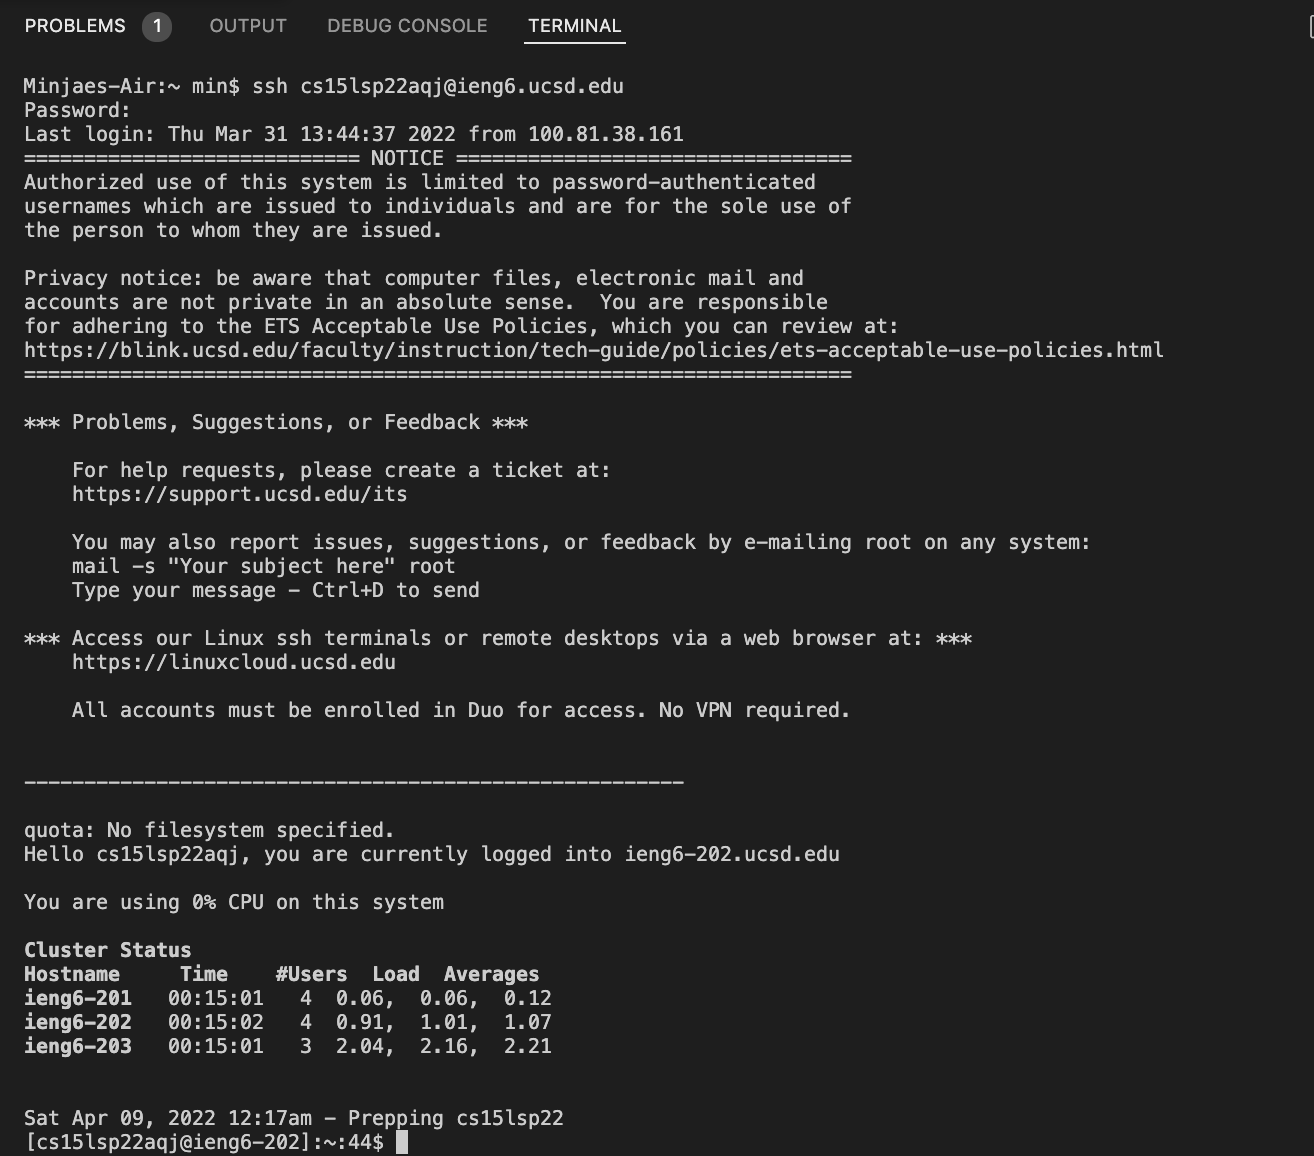 PROBLEMS 1 OUTPUT DEBUG CONSOLE TERMINAL
Minjaes-Air:~ min$ ssh cs15lsp22aqj@ieng6.ucsd.edu
Password:
Last login: Thu Mar 31 13:44:37 2022 from 100.81.38.161
============================ NOTICE =================================
Authorized use of this system is limited to password-authenticated
usernames which are issued to individuals and are for the sole use of
the person to whom they are issued.
Privacy notice: be aware that computer files, electronic mail and
accounts are not private in an absolute sense.  You are responsible
for adhering to the ETS Acceptable Use Policies, which you can review at:
https://blink.ucsd.edu/faculty/instruction/tech-guide/policies/ets-acceptable-use-policies.html
=====================================================================
*** Problems, Suggestions, or Feedback ***
    For help requests, please create a ticket at:
    https://support.ucsd.edu/its
    You may also report issues, suggestions, or feedback by e-mailing root on any system:
    mail -s "Your subject here" root
    Type your message - Ctrl+D to send
*** Access our Linux ssh terminals or remote desktops via a web browser at: ***
    https://linuxcloud.ucsd.edu
    All accounts must be enrolled in Duo for access. No VPN required.
-------------------------------------------------------
quota: No filesystem specified.
Hello cs15lsp22aqj, you are currently logged into ieng6-202.ucsd.edu
You are using 0% CPU on this system
Cluster Status
Hostname     Time    #Users  Load  Averages
ieng6-201   00:15:01   4  0.06,  0.06,  0.12
ieng6-202   00:15:02   4  0.91,  1.01,  1.07
ieng6-203   00:15:01   3  2.04,  2.16,  2.21
Sat Apr 09, 2022 12:17am - Prepping cs15lsp22
[cs15lsp22aqj@ieng6-202]:~:44$